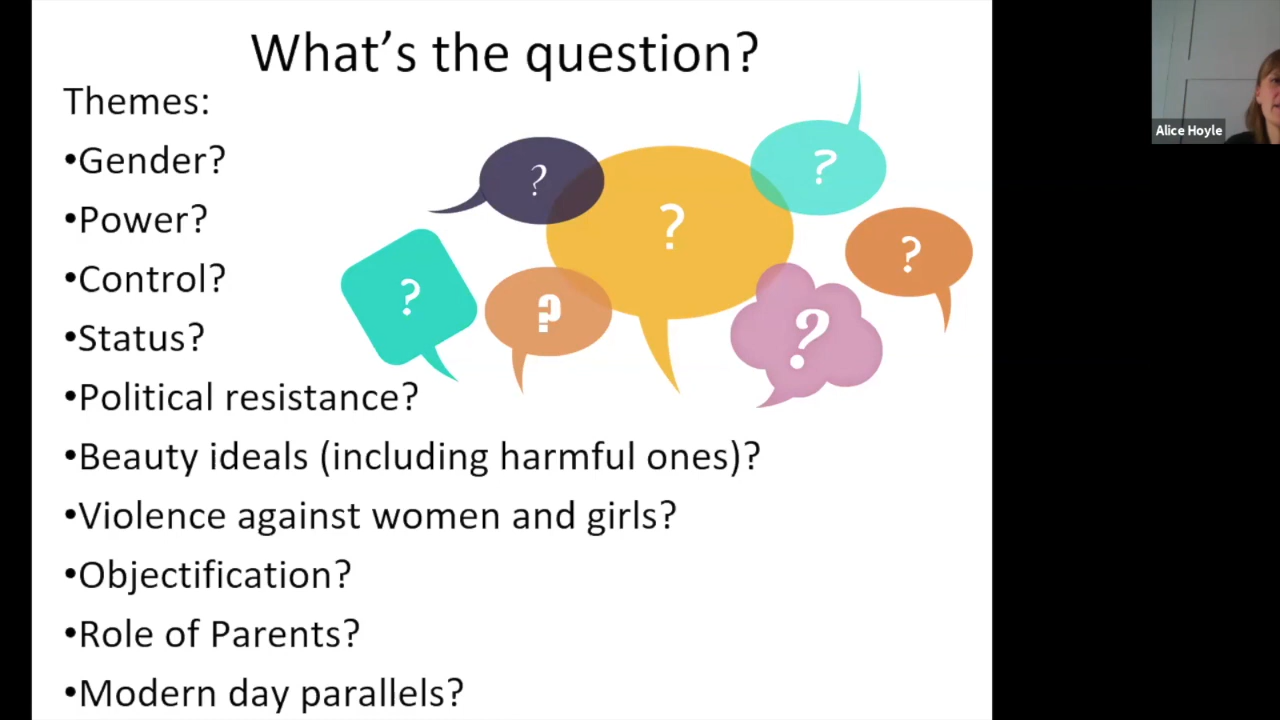 What's the question?
Themes:
•Gender?
•Power?
•Control?
•Status?
•Political resistance?
•Beauty ideals (including harmful ones)?
•Violence against women and girls?
•Objectification?
•Role of Parents?
•Modern day parallels?
?
?
?
?
?
?
?
Alice Hoyle